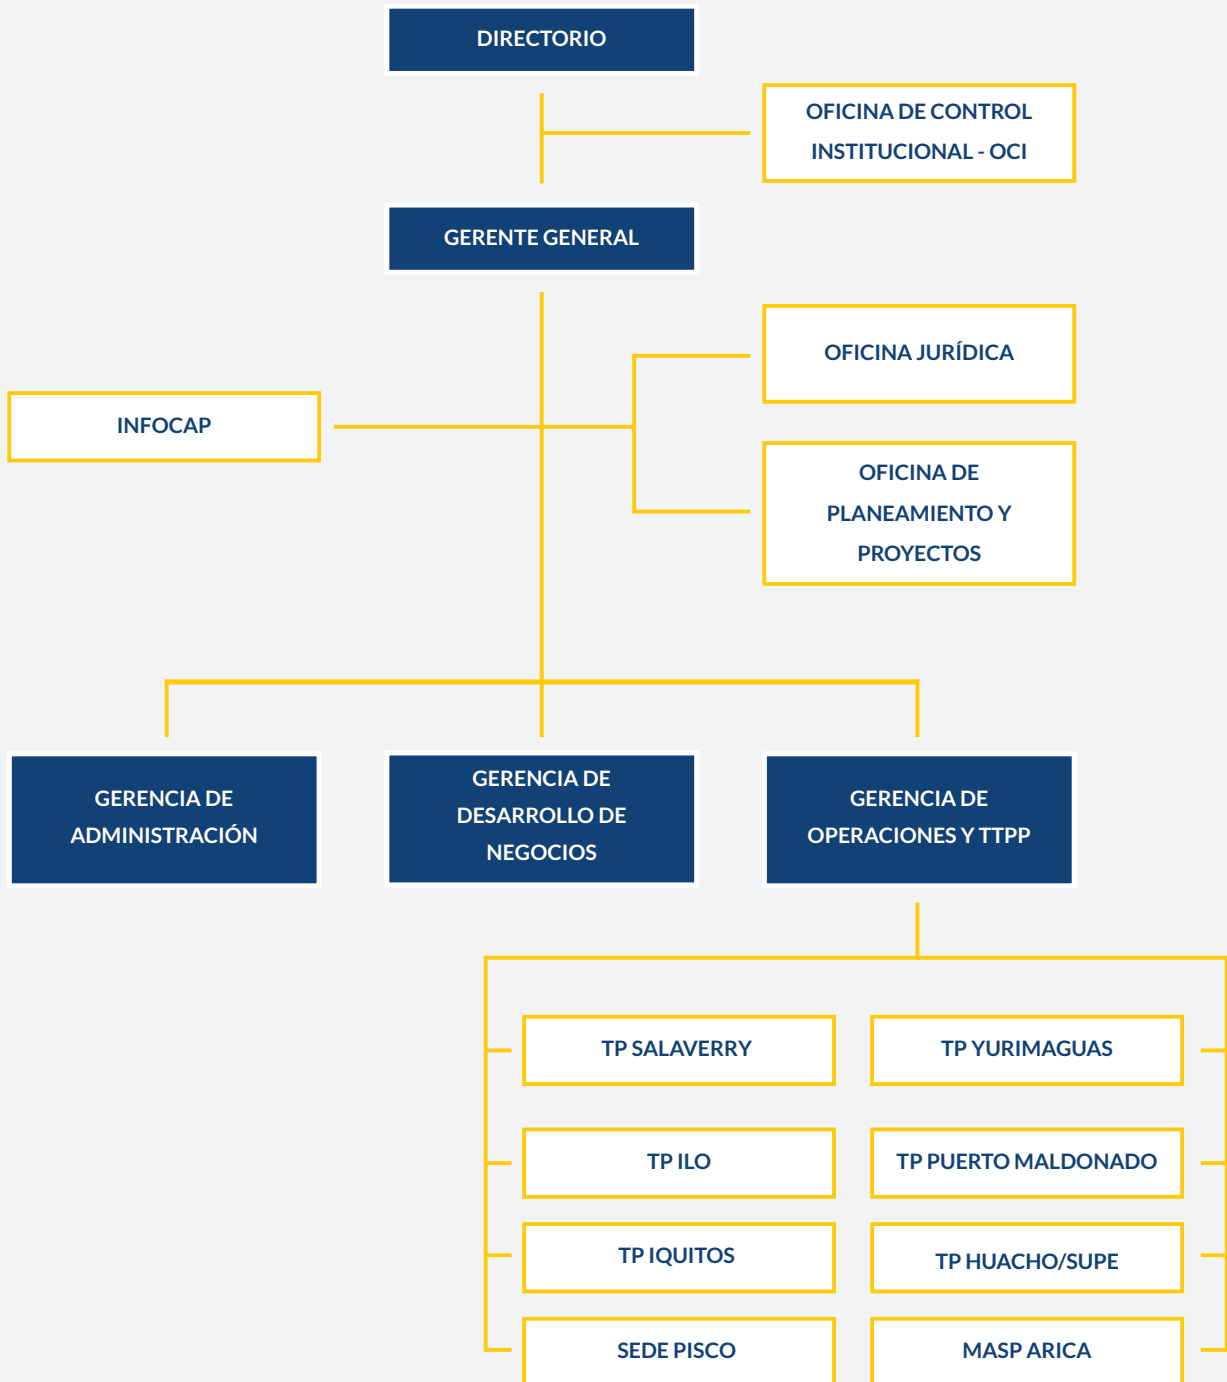 DIRECTORIO
OFICINA DE CONTROL
INSTITUCIONAL - OCI
GERENTE GENERAL
OFICINA JURÍDICA
INFOCAP
OFICINA DE
PLANEAMIENTO Y
PROYECTOS
GERENCIA DE
ADMINISTRACIÓN
GERENCIA DE
DESARROLLO DE
NEGOCIOS
GERENCIA DE
OPERACIONES Y TTPP
TP SALAVERRY
TP YURIMAGUAS
TP ILO
TP PUERTO MALDONADO
TP IQUITOS
TP HUACHO/SUPE
SEDE PISCO
MASP ARICA